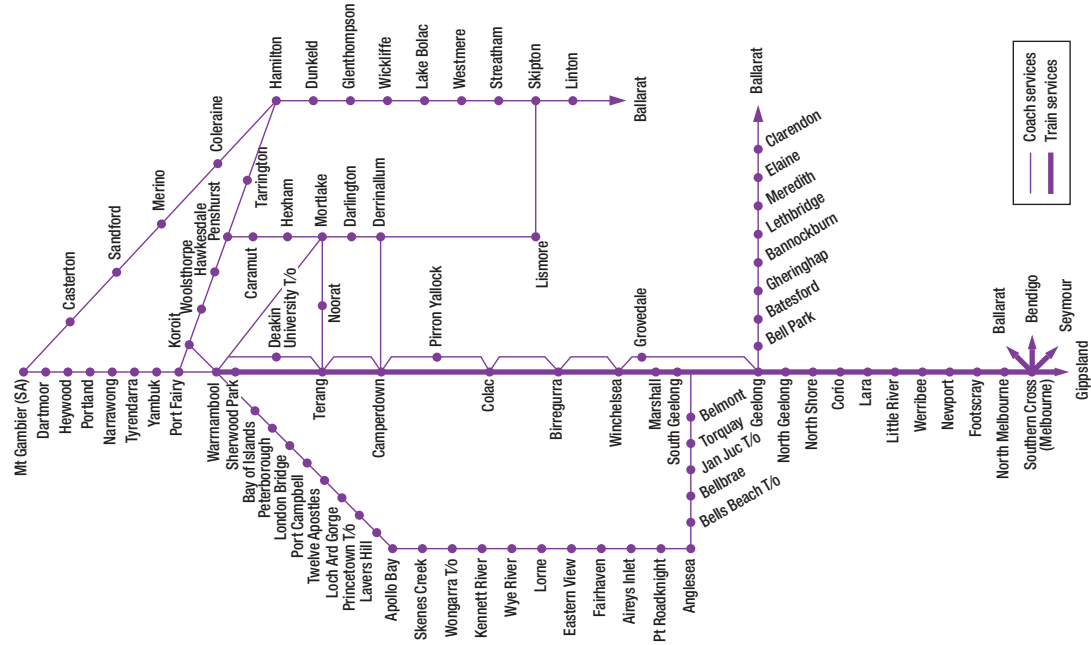 Mt Gambier (SA)
Dartmoor
Heywood
Portland
Narrawong
Tyrendarra
Yambuk
Port Fairy
Warrnambool
Sherwood Park
Terang
Camperdown
Colac
Birregurra
Winchelsea
Marshall
South Geelong
Geelong
North Geelong
North Shore
Corio
Lara
Little River
Werribee
Newport
Footscray
North Melbourne
Southern Cross
(Melbourne)
Gippsland
Ballarat
Bendigo
Seymour
Casterton
Sandford
Merino
Coleraine
Hamilton
Dunkeld
Glenthompson
Wickliffe
Lake Bolac
Westmere
Streatham
Skipton
Linton
Ballarat
Koroit
Woolsthorpe
Hawkesdale
Penshurst
Tarrington
Caramut
Hexham
Mortlake
Darlington
Derrinallum
Lismore
Noorat
Deakin
University T/o
Pirron Yallock
Grovedale
Bay of Islands
Peterborough
London Bridge
Port Campbell
Twelve Apostles
Loch Ard Gorge
Princetown T/o
Lavers Hill
Apollo Bay
Skenes Creek
Wongarra T/o
Kennett River
Wye River
Lorne
Eastern View
Fairhaven
Aireys Inlet
Pt Roadknight
Anglesea
Bells Beach T/o
Bellbrae
Jan Juc T/o
Torquay
Belmont
Bell Park
Batesford
Gheringhap
Bannockburn
Lethbridge
Meredith
Elaine
Clarendon
Ballarat
Coach services
Train services